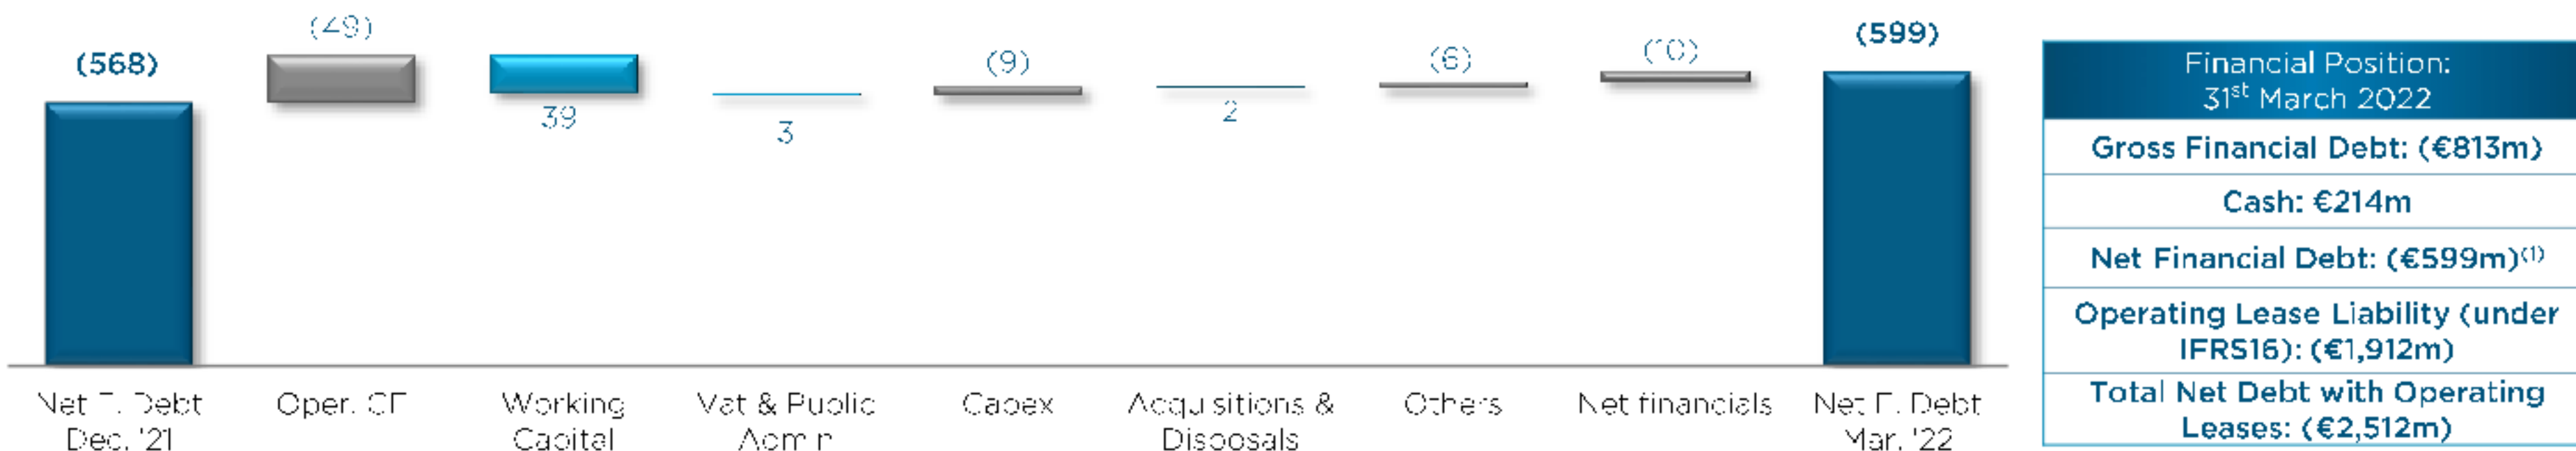 (568)
(49)
39
3
(9)
2
(6)
(10)
(599)
Net F. Debt
Dec. '21
Oper. CF
Working
Capital
Vat & Public
Admin
Capex
Acquisitions &
Disposals
Others
Net financials
Net F. Debt
Mar. '22
Financial Position:
31st March 2022
Gross Financial Debt: (€813m)
Cash: €214m
Net Financial Debt: (€599m)(1)
Operating Lease Liability (under
IFRS16): (€1,912m)
Total Net Debt with Operating
Leases: (€2,512m)